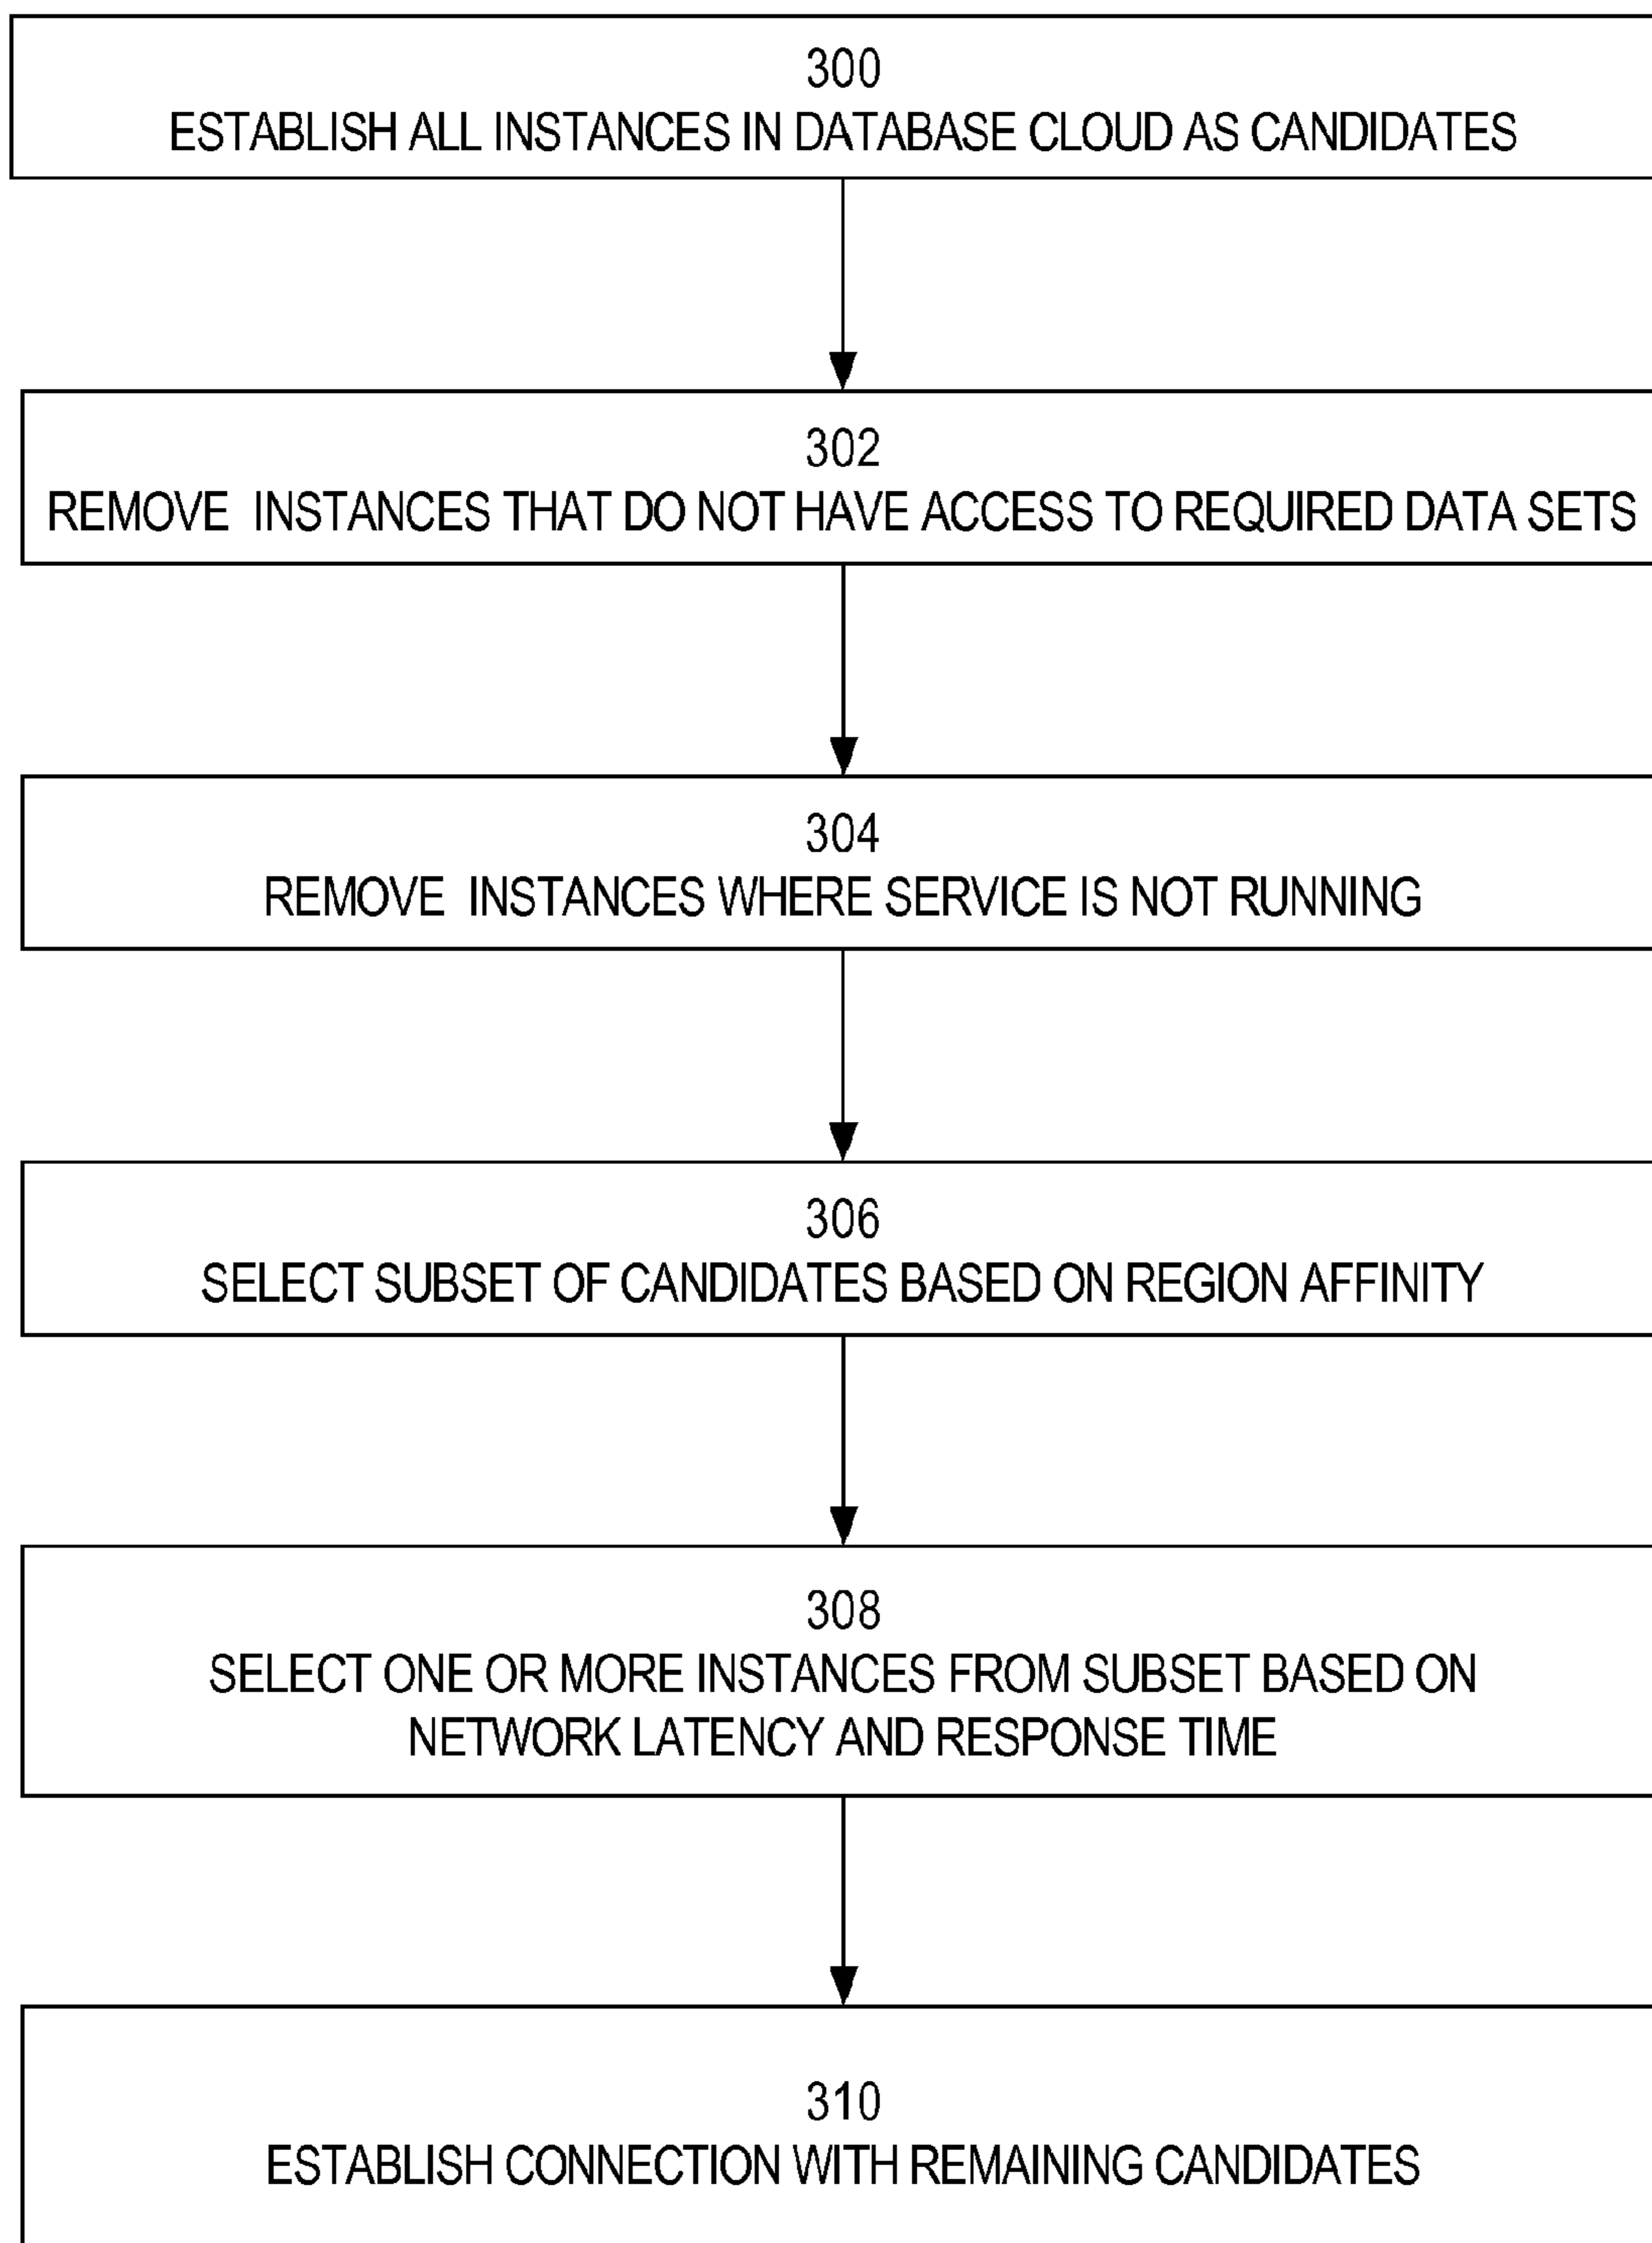 300
ESTABLISH ALL INSTANCES IN DATABASE CLOUD AS CANDIDATES
302
REMOVE INSTANCES THAT DO NOT HAVE ACCESS TO REQUIRED DATA SETS
304
REMOVE INSTANCES WHERE SERVICE IS NOT RUNNING
306
SELECT SUBSET OF CANDIDATES BASED ON REGION AFFINITY
308
SELECT ONE OR MORE INSTANCES FROM SUBSET BASED ON
NETWORK LATENCY AND RESPONSE TIME
310
ESTABLISH CONNECTION WITH REMAINING CANDIDATES